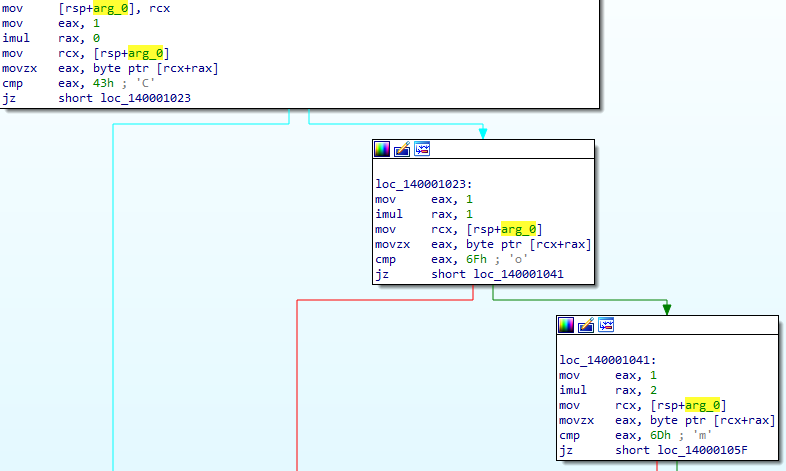 mov [rsp+arg_0], rcx
mov eax, 1
imul rax, 0
mov rcx, [rsp+arg_0]
movzx eax, byte ptr [rcx+rax]
cmp eax, 43h ; 'C'
jz short loc_140001023
loc_140001023:
mov eax, 1
imul rax, 1
mov rcx, [rsp+arg_0]
movzx eax, byte ptr [rcx+rax]
cmp eax, 6Fh ; 'o'
jz short loc_140001041
loc_140001041:
mov eax, 1
imul rax, 2
mov rcx, [rsp+arg_0]
movzx eax, byte ptr [rcx+rax]
cmp eax, 6Dh ; 'm'
jz short loc_14000105F